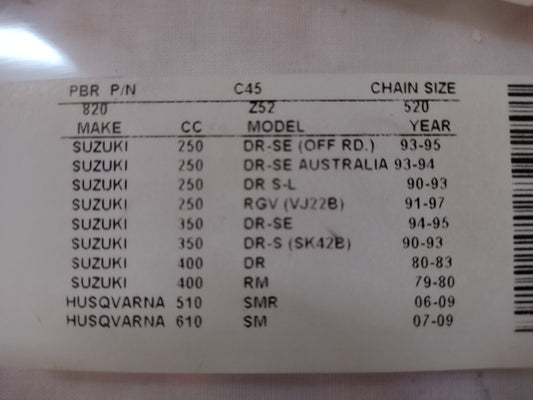 PBR P/N C45 CHAIN SIZE
820 Z52 520
MAKE CC MODEL YEAR
SUZUKI 250 DR-SE (OFF RD.) 93-95
SUZUKI 250 DR-SE AUSTRALIA 93-94
SUZUKI 250 DR S-L 90-93
SUZUKI 250 RGV (VJ22B) 91-97
SUZUKI 350 DR-SE 94-95
SUZUKI 350 DR-S (SK42B) 90-93
SUZUKI 400 DR 80-83
SUZUKI 400 RM 79-80
HUSQVARNA 510 SMR 06-09
HUSQVARNA 610 SM 07-09